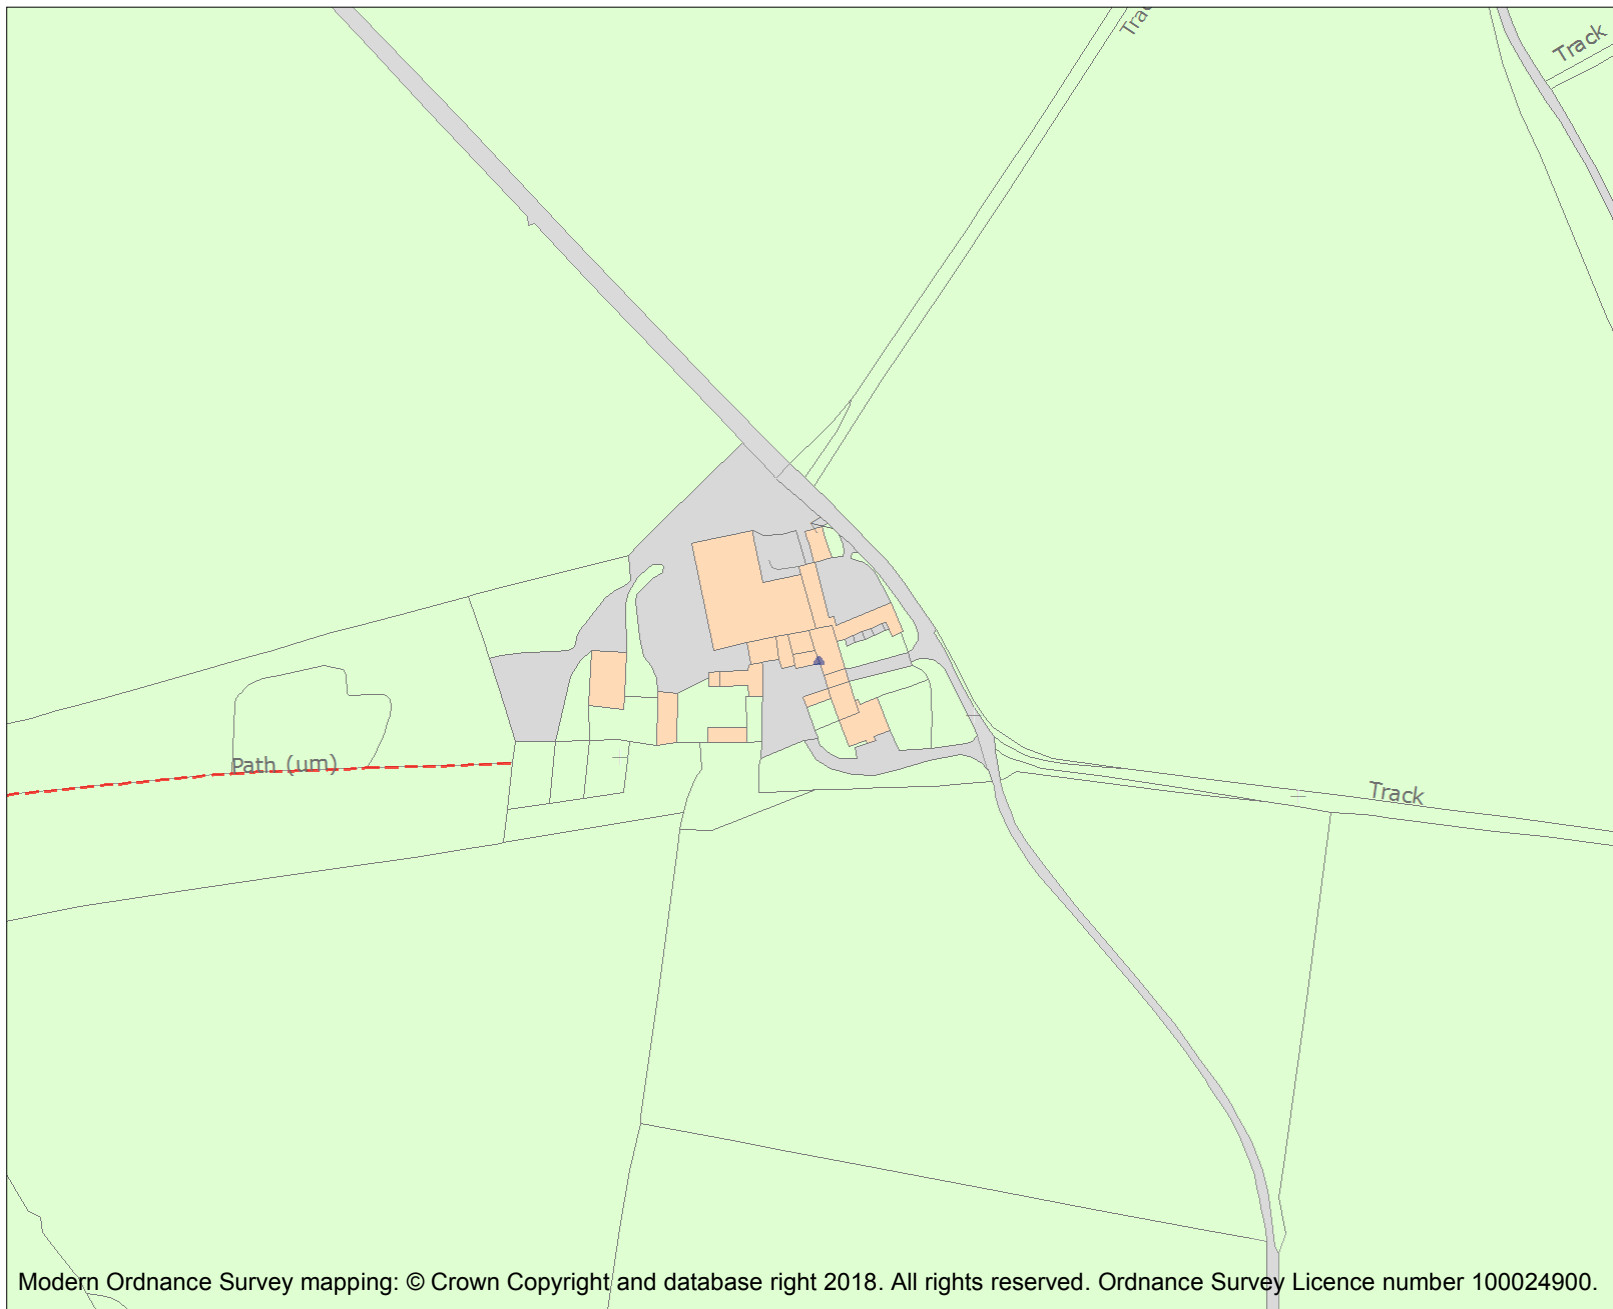 Track
Path (um)
Track
Modern Ordnance Survey mapping: © Crown Copyright and database right 2018. All rights reserved. Ordnance Survey Licence number 100024900.